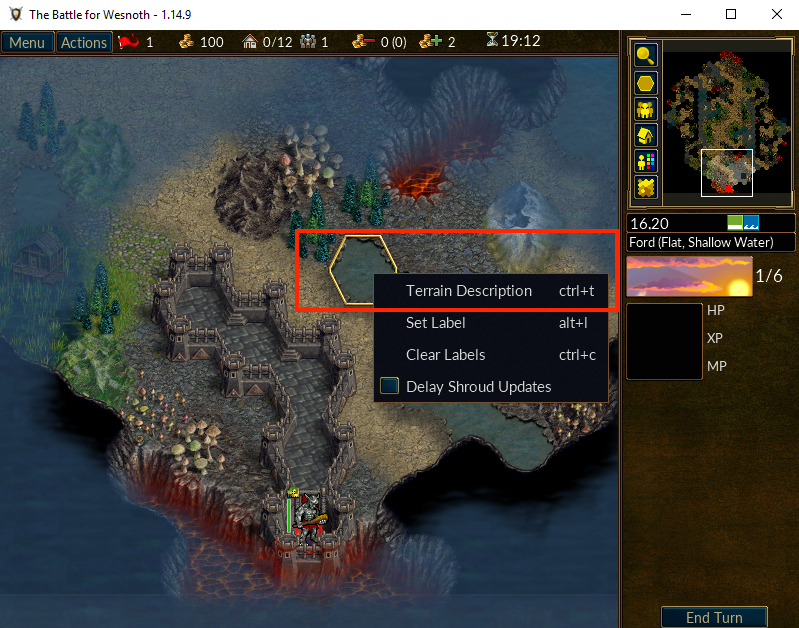 The Battle for Wesnoth - 1.14.9
Menu Actions 1 100 0/12 1 0 (0) 2 19:12
16,20
Ford (Flat, Shallow Water)
1/6
HP
XP
MP
Terrain Description ctrl+t
Set Label alt+l
Clear Labels ctrl+c
Delay Shroud Updates
End Turn